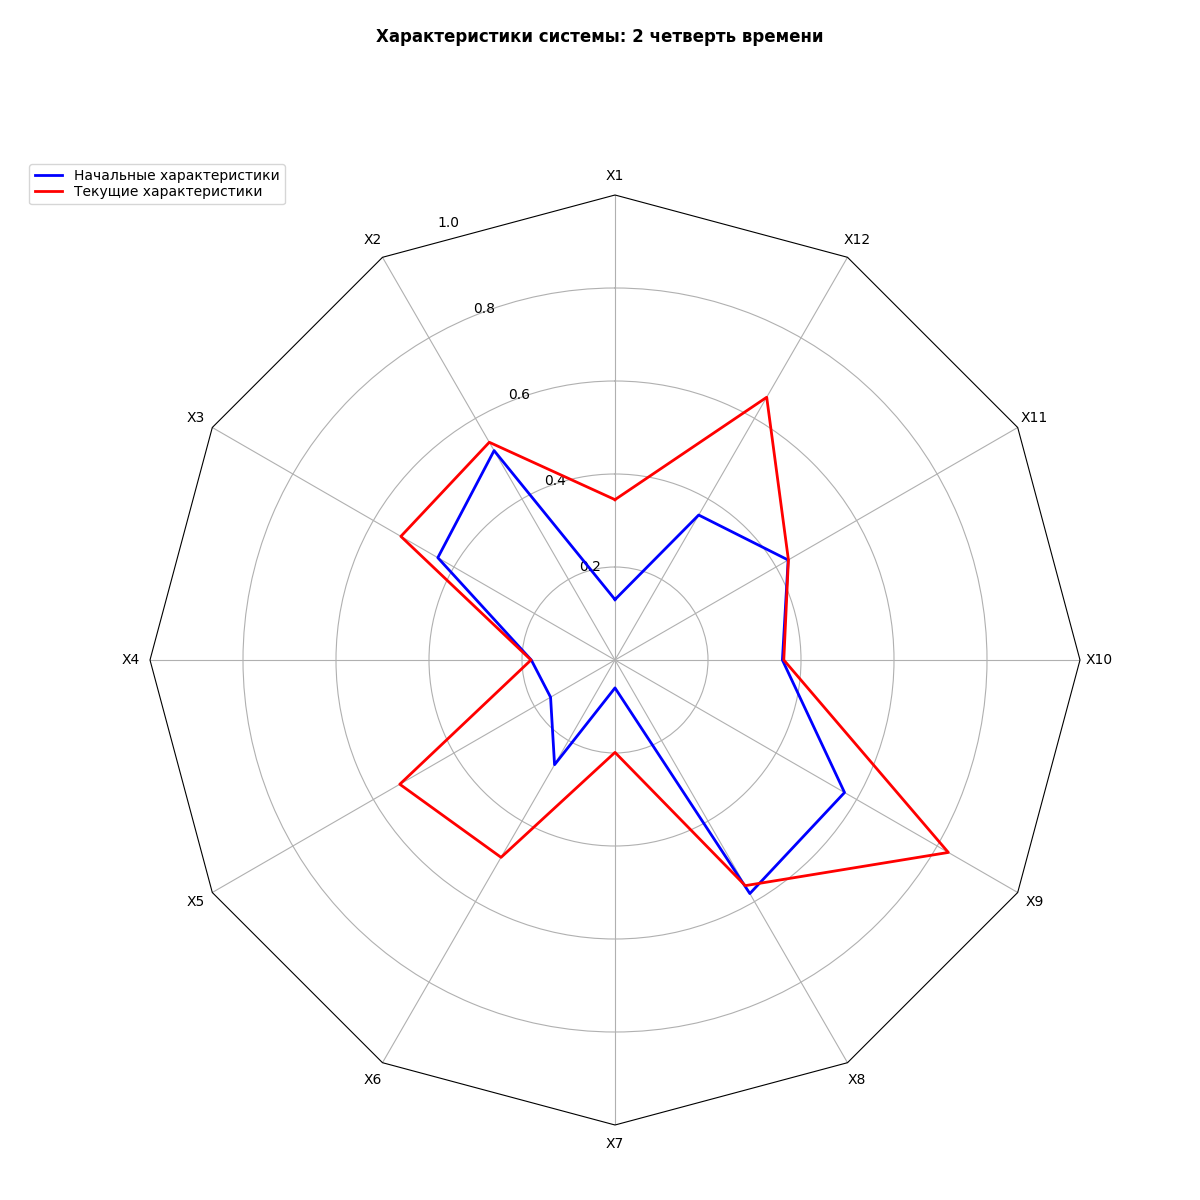 Характеристики системы: 2 четверть времени
Начальные характеристики
Текущие характеристики
X1
X2
X3
X4
X5
X6
X7
X8
X9
X10
X11
X12
1.0
0.8
0.6
0.4
0.2